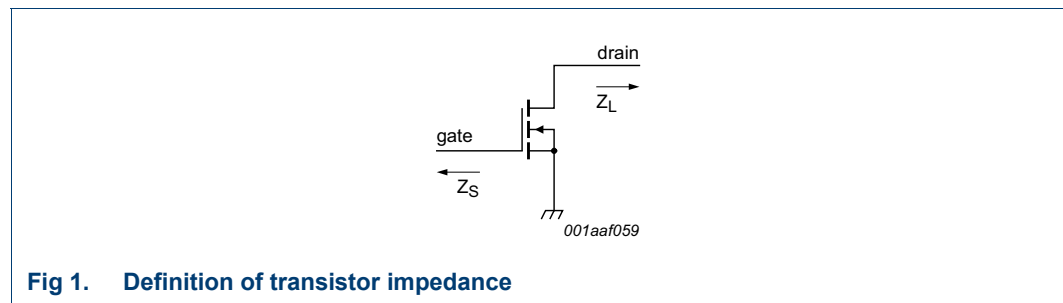 drain
Z_L
gate
Z_S
001aaf059
Fig 1. Definition of transistor impedance